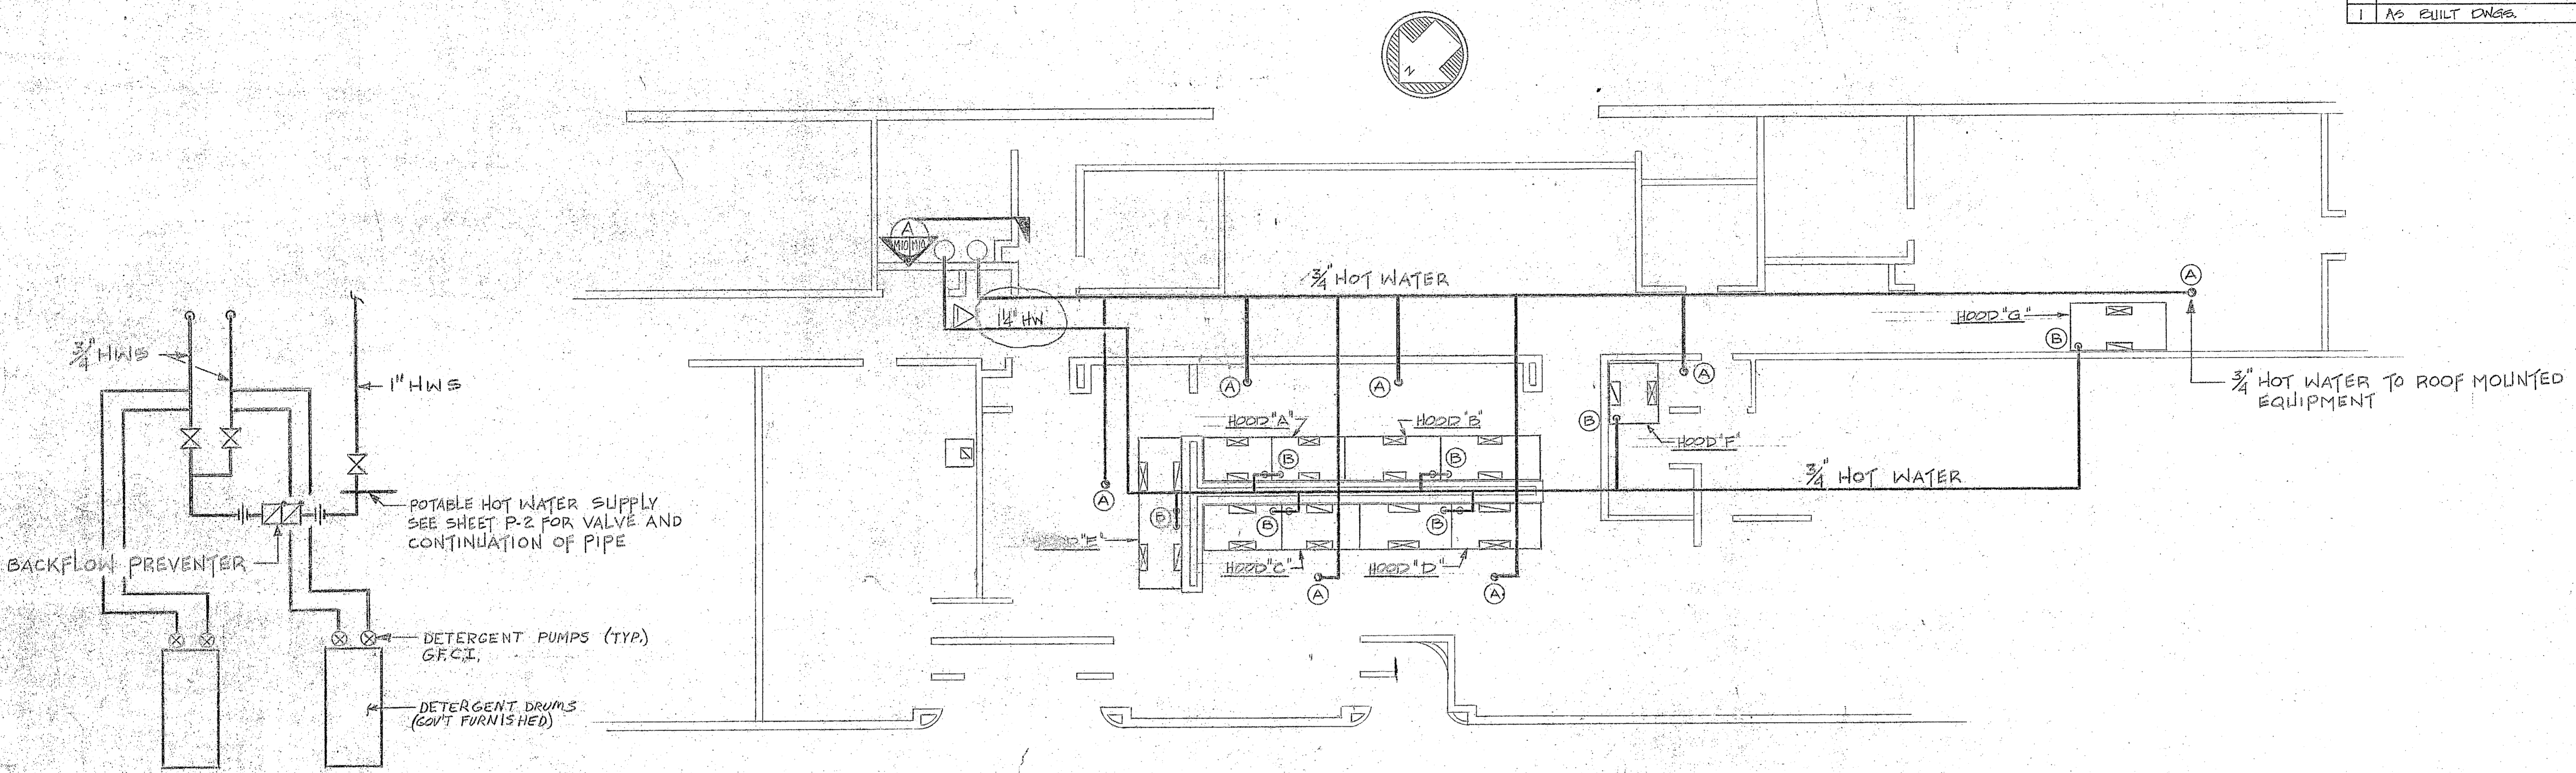 1 AS BUILT DWGS.
N
A
M10 M10
3/4" HOT WATER
A
1 1/4" HW
HOOD "G"
B
3/4" HWS
1" HWS
3/4" HOT WATER TO ROOF MOUNTED
EQUIPMENT
A
A
A
HOOD "A"
HOOD "B"
B
HOOD "F"
B
B
3/4" HOT WATER
A
POTABLE HOT WATER SUPPLY
SEE SHEET P-2 FOR VALVE AND
CONTINUATION OF PIPE
B
B
B
"E"
BACKFLOW PREVENTER
HOOD "C"
HOOD "D"
A
A
DETERGENT PUMPS (TYP.)
G.F.C.I.
DETERGENT DRUMS
(GOV'T FURNISHED)